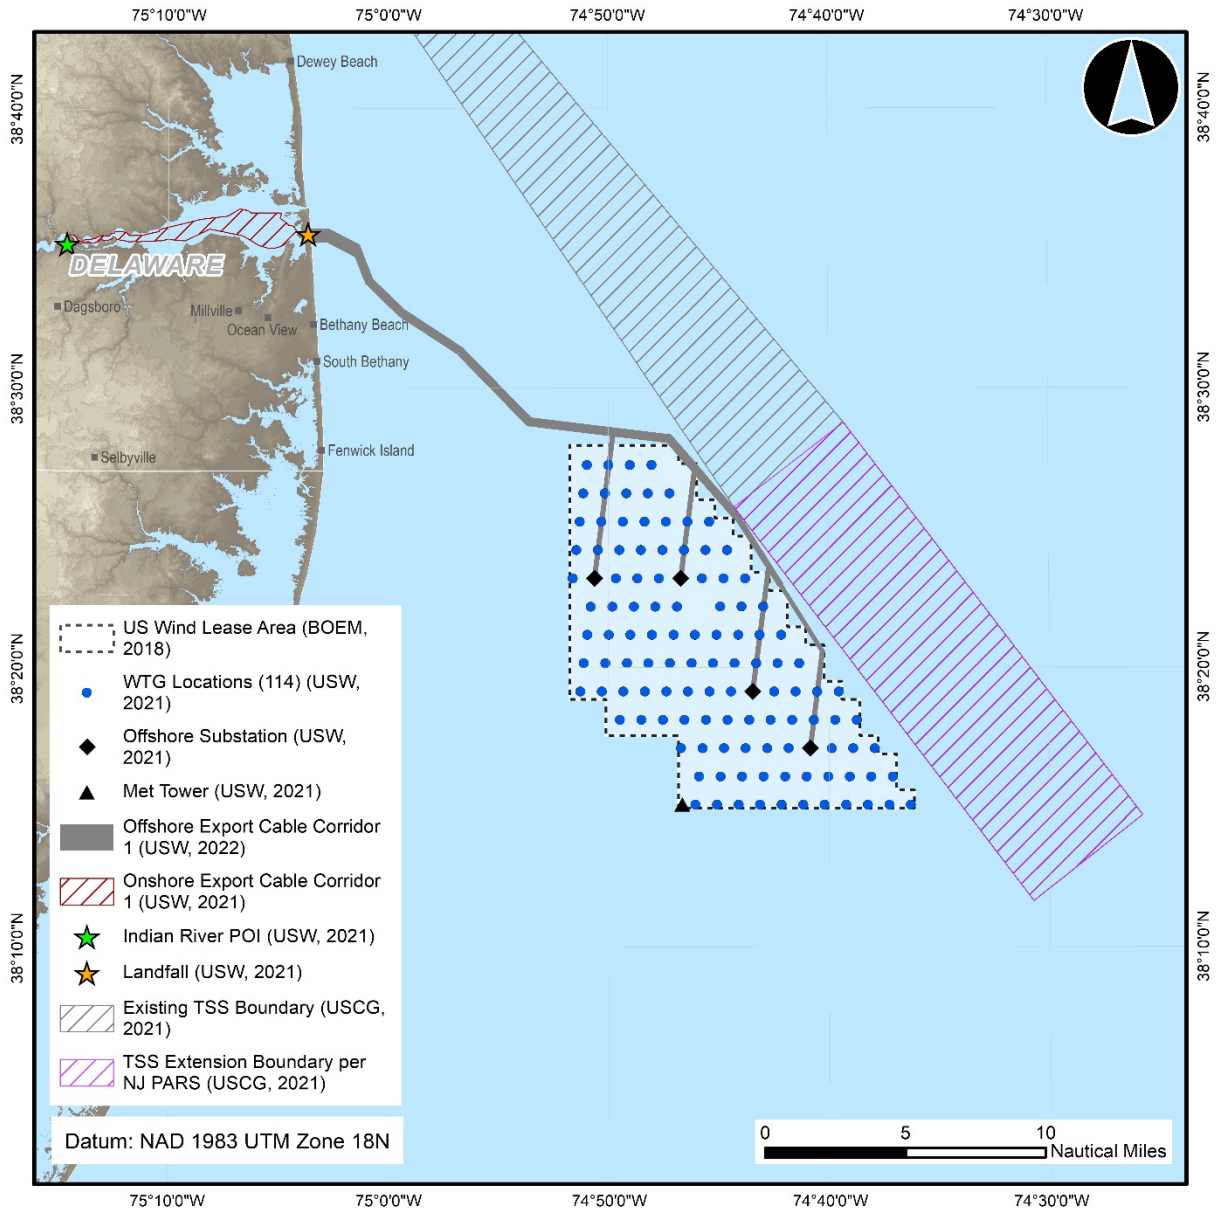 75°10'0"W
75°0'0"W
74°50'0"W
74°40'0"W
74°30'0"W
38°40'0"N
38°40'0"N
Dewey Beach
DELAWARE
Dagsboro
Millville
Ocean View
Bethany Beach
South Bethany
38°30'0"N
38°30'0"N
Selbyville
Fenwick Island
38°20'0"N
38°20'0"N
38°10'0"N
38°10'0"N
US Wind Lease Area (BOEM,
2018)
WTG Locations (114) (USW,
2021)
Offshore Substation (USW,
2021)
Met Tower (USW, 2021)
Offshore Export Cable Corridor
1 (USW, 2022)
Onshore Export Cable Corridor
1 (USW, 2021)
Indian River POI (USW, 2021)
Landfall (USW, 2021)
Existing TSS Boundary (USCG,
2021)
TSS Extension Boundary per
NJ PARS (USCG, 2021)
Datum: NAD 1983 UTM Zone 18N
0 5 10
Nautical Miles
75°10'0"W
75°0'0"W
74°50'0"W
74°40'0"W
74°30'0"W